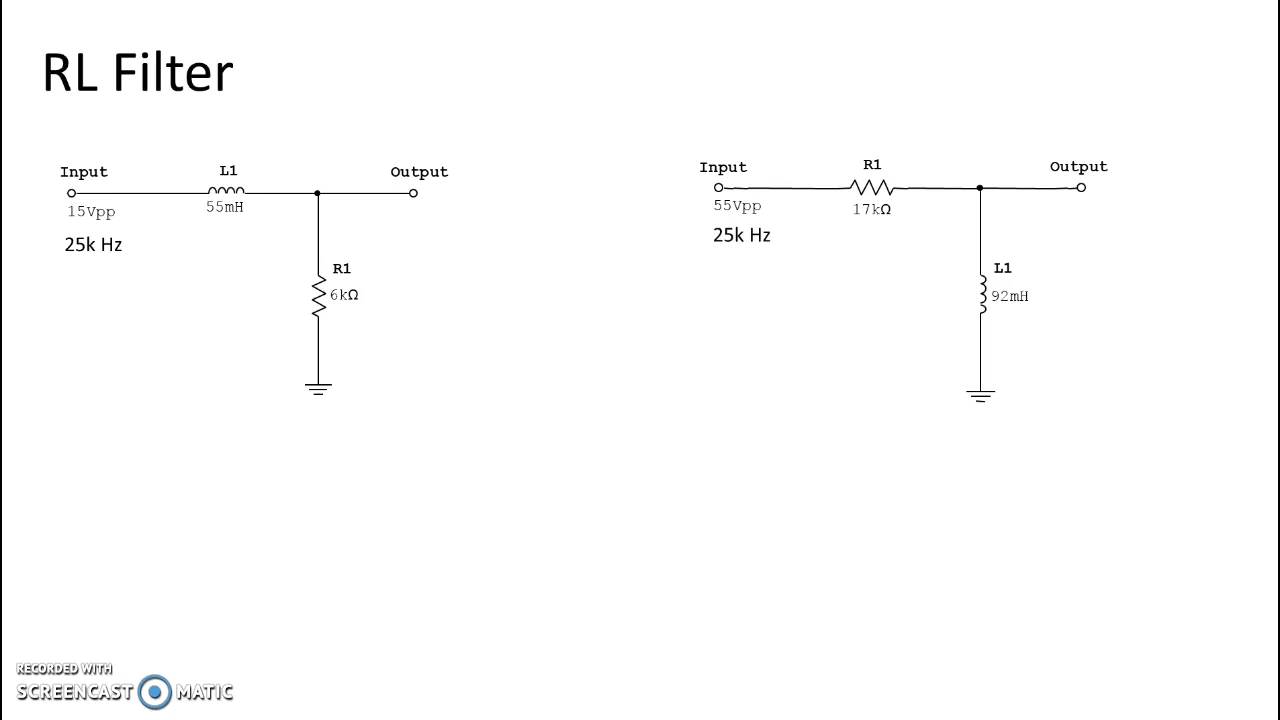 RL Filter
Input
L1
Output
15Vpp
55mH
25k Hz
R1
6kΩ
Input
R1
Output
55Vpp
17kΩ
25k Hz
L1
92mH
RECORDED WITH
SCREENCAST MATIC